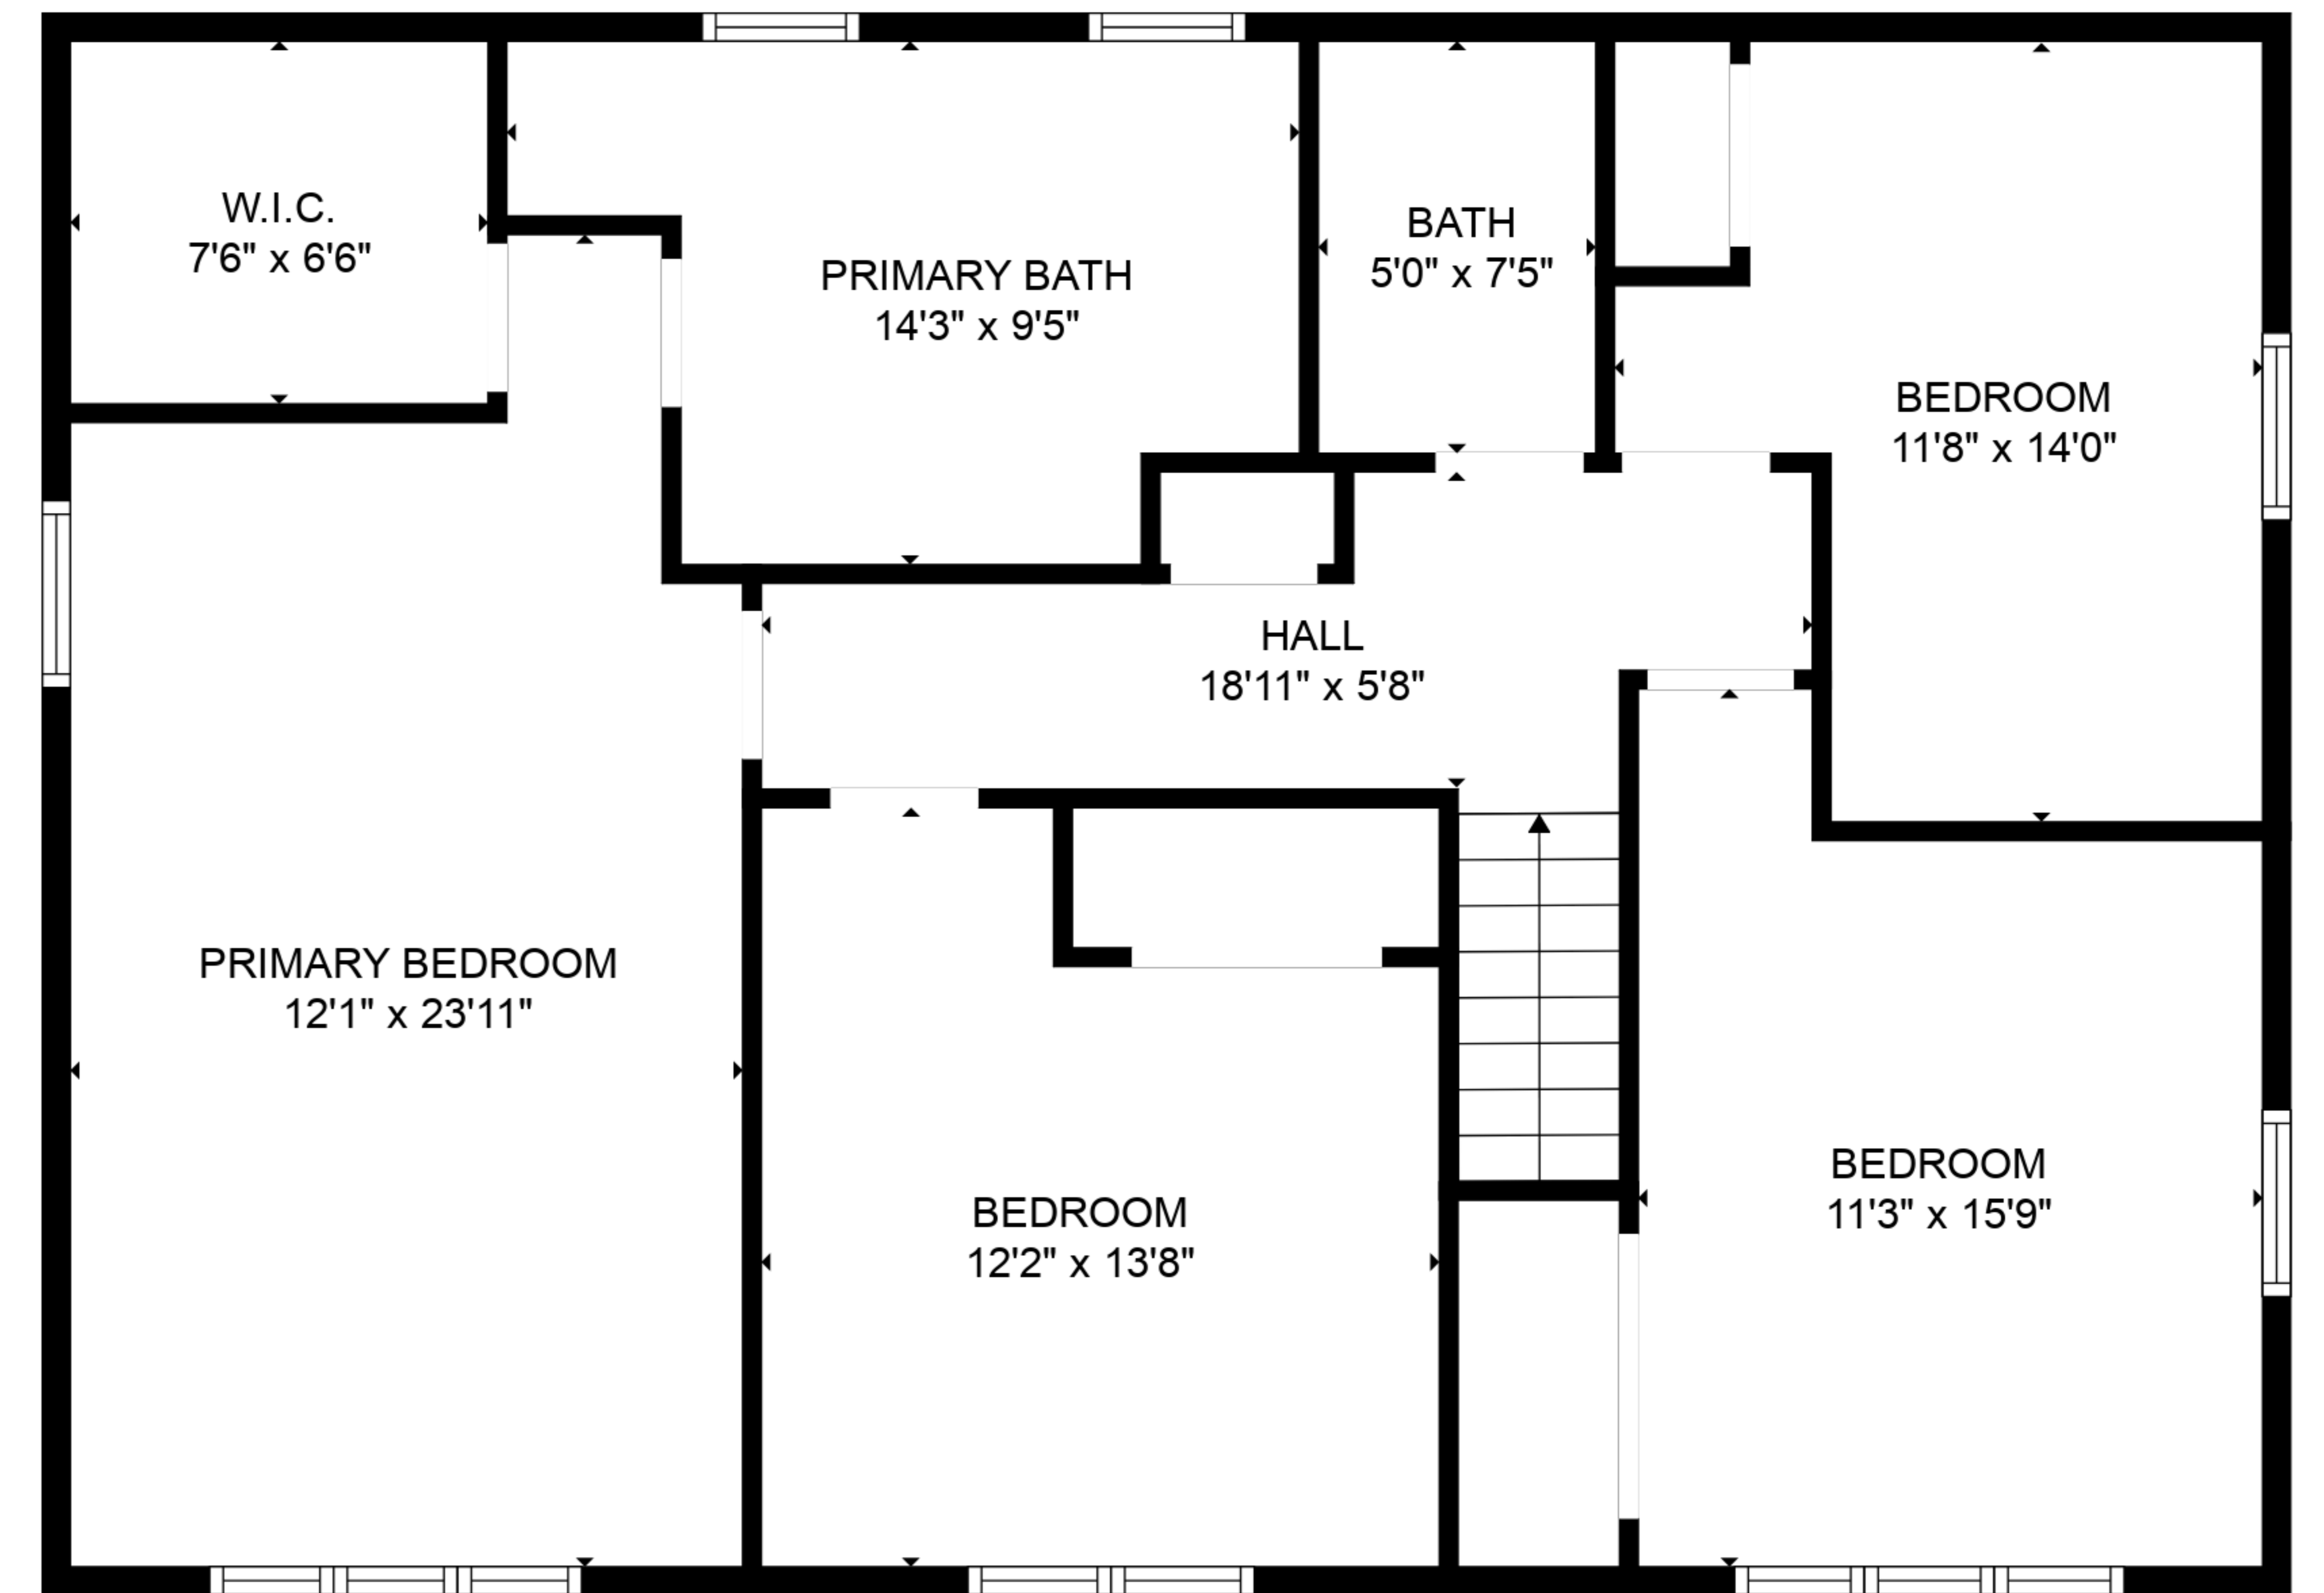 W.I.C.
7'6" x 6'6"
PRIMARY BATH
14'3" x 9'5"
BATH
5'0" x 7'5"
BEDROOM
11'8" x 14'0"
HALL
18'11" x 5'8"
PRIMARY BEDROOM
12'1" x 23'11"
BEDROOM
12'2" x 13'8"
BEDROOM
11'3" x 15'9"